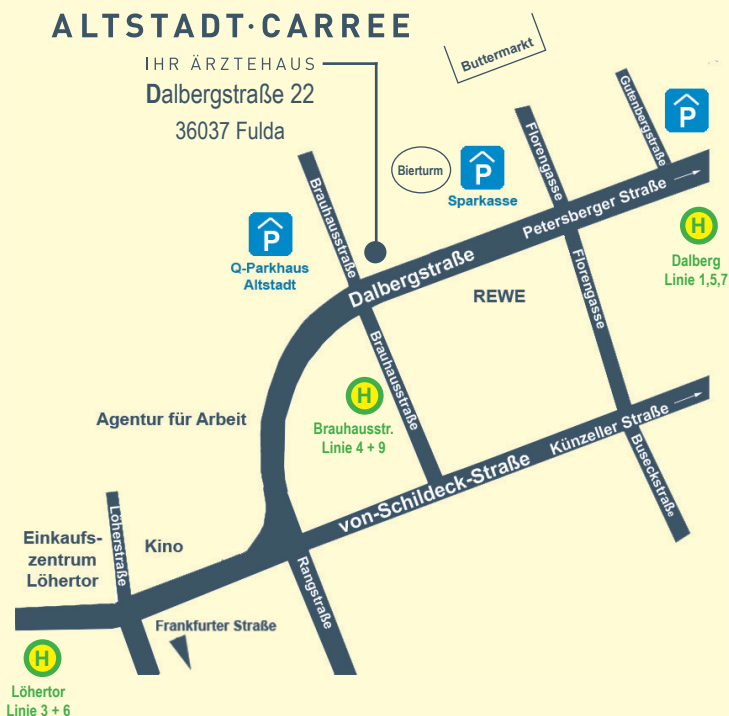 ALTSTADT·CARREE
IHR ÄRZTEHAUS
Dalbergstraße 22
36037 Fulda
Buttermarkt
Gutenbergstraße
P
Florengasse
Bierturm
P
Sparkasse
Brauhausstraße
Petersberger Straße
P
Q-Parkhaus
Altstadt
H
Dalberg
Linie 1,5,7
Dalbergstraße
REWE
Florengasse
Brauhausstraße
H
Brauhausstr.
Linie 4 + 9
Agentur für Arbeit
Künzeller Straße
von-Schildeck-Straße
Buseckstraße
Löherstraße
Einkaufs-
zentrum
Löhertor
Kino
Rangstraße
Frankfurter Straße
H
Löhertor
Linie 3 + 6